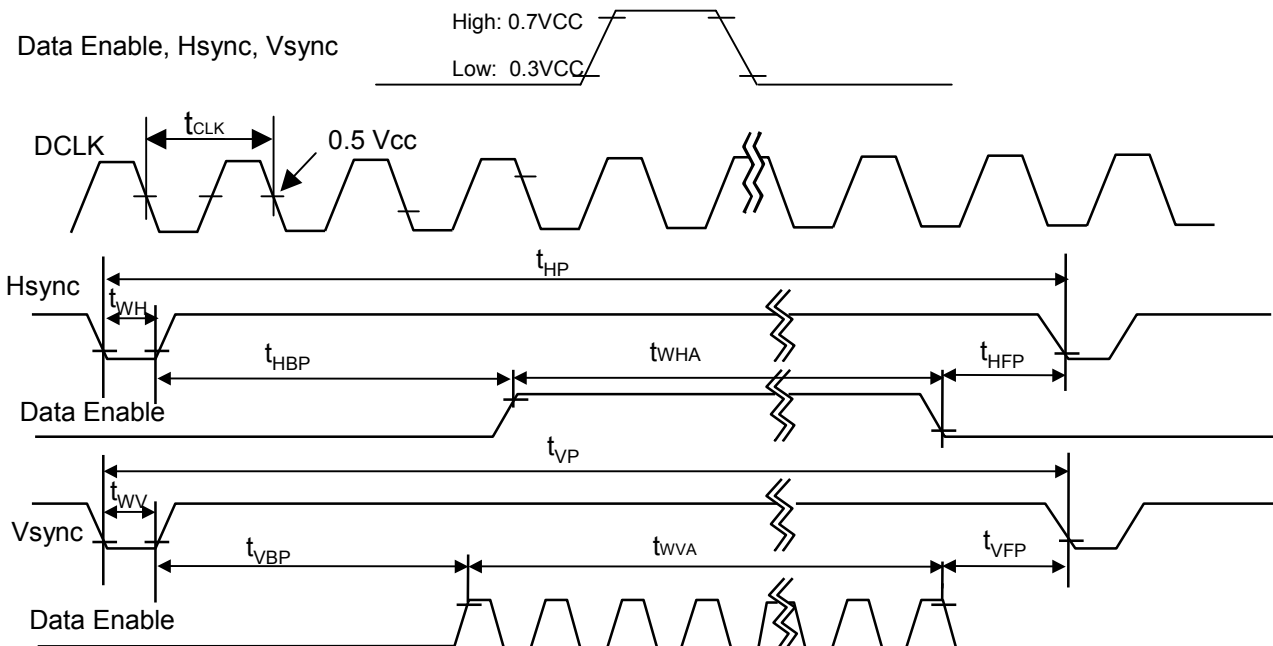 High: 0.7VCC
Data Enable, Hsync, Vsync
Low: 0.3VCC
tCLK
0.5 Vcc
DCLK
tHP
Hsync
tWH
tHBP
tWHA
tHFP
Data Enable
tVP
tWV
Vsync
tVBP
tWVA
tVFP
Data Enable